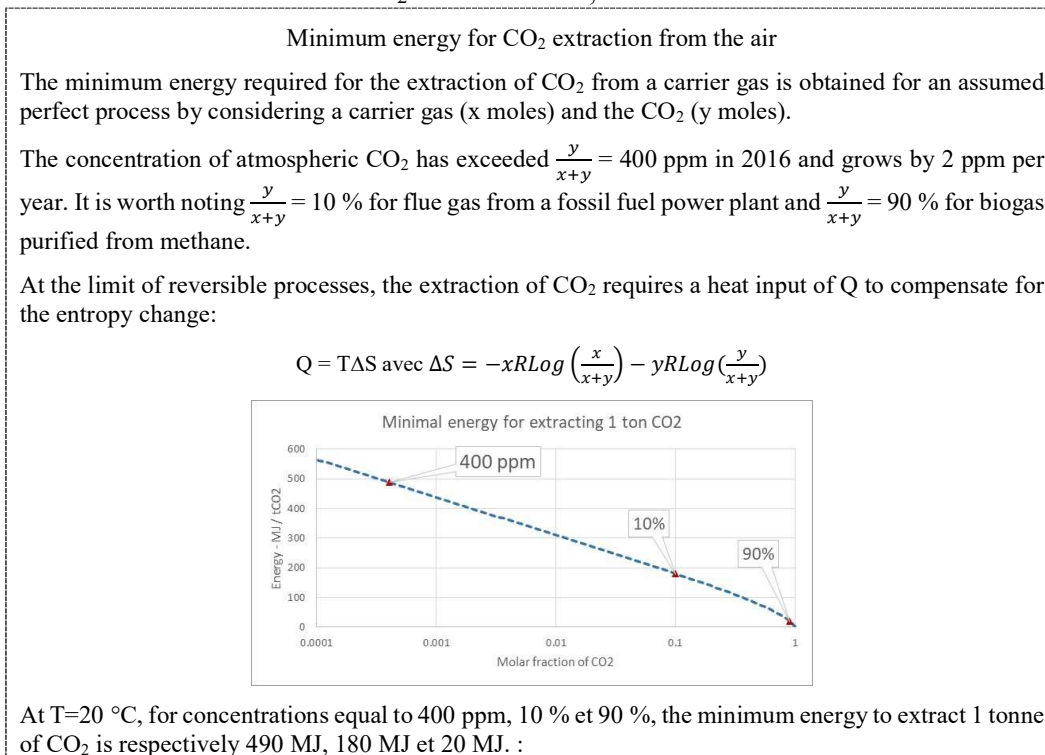 Minimum energy for CO₂ extraction from the air
The minimum energy required for the extraction of CO₂ from a carrier gas is obtained for an assumed
perfect process by considering a carrier gas (x moles) and the CO₂ (y moles).
The concentration of atmospheric CO₂ has exceeded y/(x+y) = 400 ppm in 2016 and grows by 2 ppm per
year. It is worth noting y/(x+y) = 10 % for flue gas from a fossil fuel power plant and y/(x+y) = 90 % for biogas
purified from methane.
At the limit of reversible processes, the extraction of CO₂ requires a heat input of Q to compensate for
the entropy change:
Q = TΔS avec ΔS = −xRLog (x/(x+y)) − yRLog(y/(x+y))
Minimal energy for extracting 1 ton CO2
600
500
400
300
200
100
0
Energy - MJ / tCO2
400 ppm
10%
90%
0.0001
0.001
0.01
0.1
1
Molar fraction of CO2
At T=20 °C, for concentrations equal to 400 ppm, 10 % et 90 %, the minimum energy to extract 1 tonne
of CO₂ is respectively 490 MJ, 180 MJ et 20 MJ. :